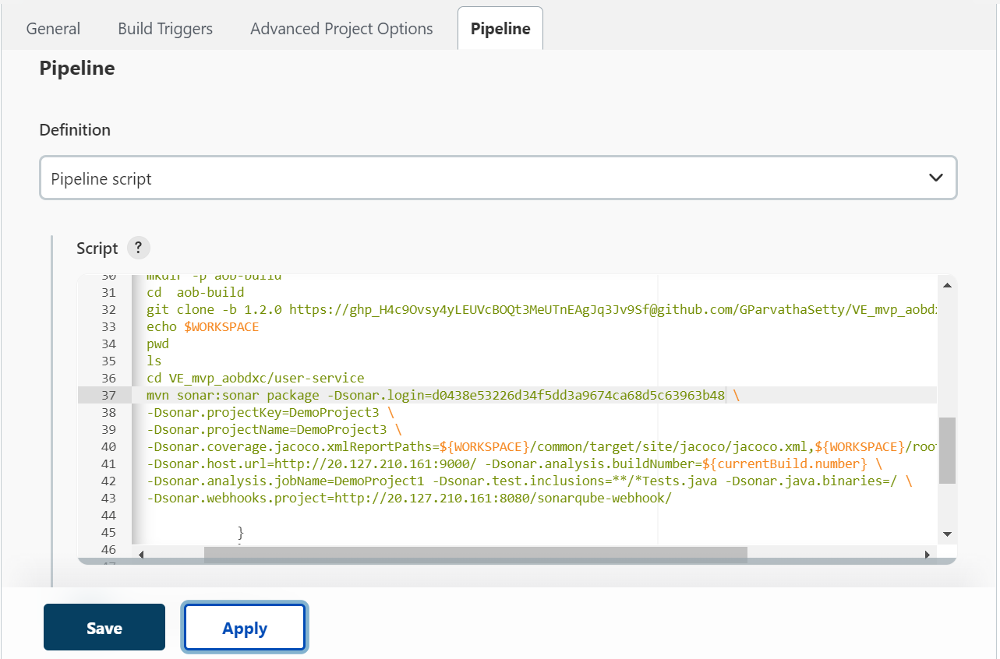 General Build Triggers Advanced Project Options Pipeline
Pipeline
Definition
Pipeline script
Script ?
30 mkdir -p aob-build
31 cd  aob-build
32 git clone -b 1.2.0 https://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@github.com/GParvathaSetty/VE_mvp_aobdx
33 echo $WORKSPACE
34 pwd
35 ls
36 cd VE_mvp_aobdxc/user-service
37 mvn sonar:sonar package -Dsonar.login=d0438e53226d34f5dd3a9674ca68d5c63963b48 \
38 -Dsonar.projectKey=DemoProject3 \
39 -Dsonar.projectName=DemoProject3 \
40 -Dsonar.coverage.jacoco.xmlReportPaths=${WORKSPACE}/common/target/site/jacoco/jacoco.xml,${WORKSPACE}/roo
41 -Dsonar.host.url=http://20.127.210.161:9000/ -Dsonar.analysis.buildNumber=${currentBuild.number} \
42 -Dsonar.analysis.jobName=DemoProject1 -Dsonar.test.inclusions=**/*Tests.java -Dsonar.java.binaries=/ \
43 -Dsonar.webhooks.project=http://20.127.210.161:8080/sonarqube-webhook/
44
45 }
46
Save Apply